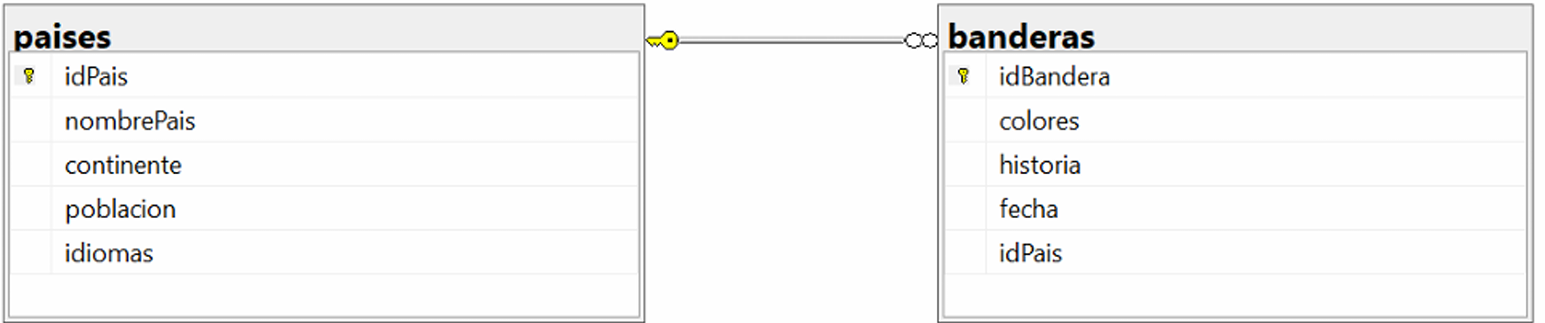 paises
idPais
nombrePais
continente
poblacion
idiomas
banderas
idBandera
colores
historia
fecha
idPais